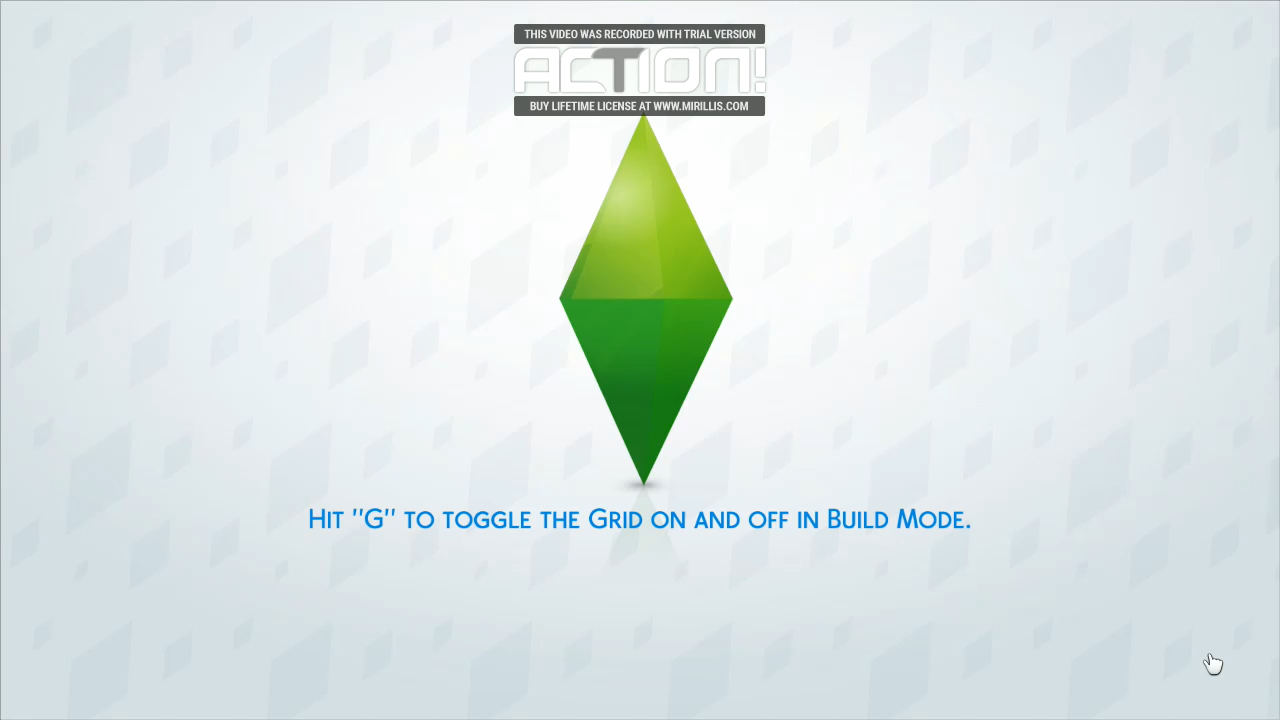 THIS VIDEO WAS RECORDED WITH TRIAL VERSION
ACTION!
BUY LIFETIME LICENSE AT WWW.MIRILLIS.COM
Hit "G" to toggle the Grid on and off in Build Mode.